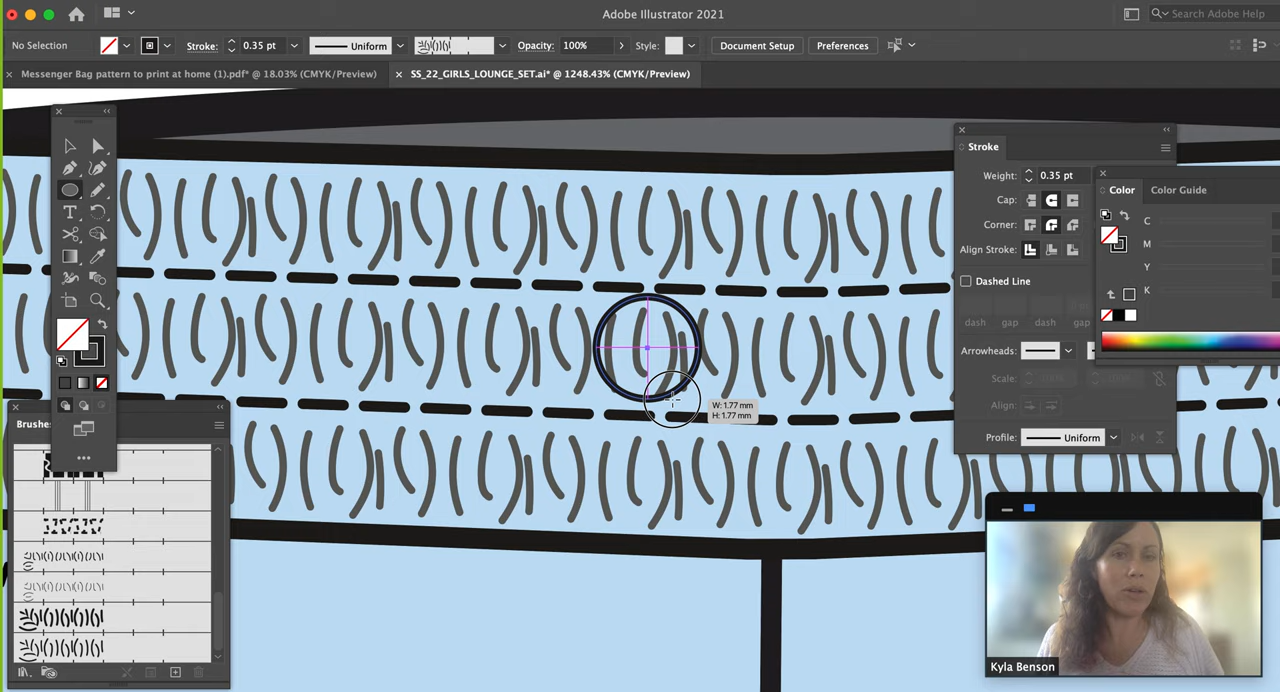 Adobe Illustrator 2021
Search Adobe Help
No Selection
Stroke:
0.35 pt
Uniform
Opacity:
100%
Style:
Document Setup
Preferences
Messenger Bag pattern to print at home (1).pdf* @ 18.03% (CMYK/Preview)
SS_22_GIRLS_LOUNGE_SET.ai* @ 1248.43% (CMYK/Preview)
Stroke
Weight:
0.35 pt
Cap:
Corner:
Align Stroke:
Dashed Line
dash
gap
dash
gap
Arrowheads:
Scale:
Align:
Profile:
Uniform
Color
Color Guide
C
M
Y
K
W: 1.77 mm
H: 1.77 mm
Brushes
Kyla Benson